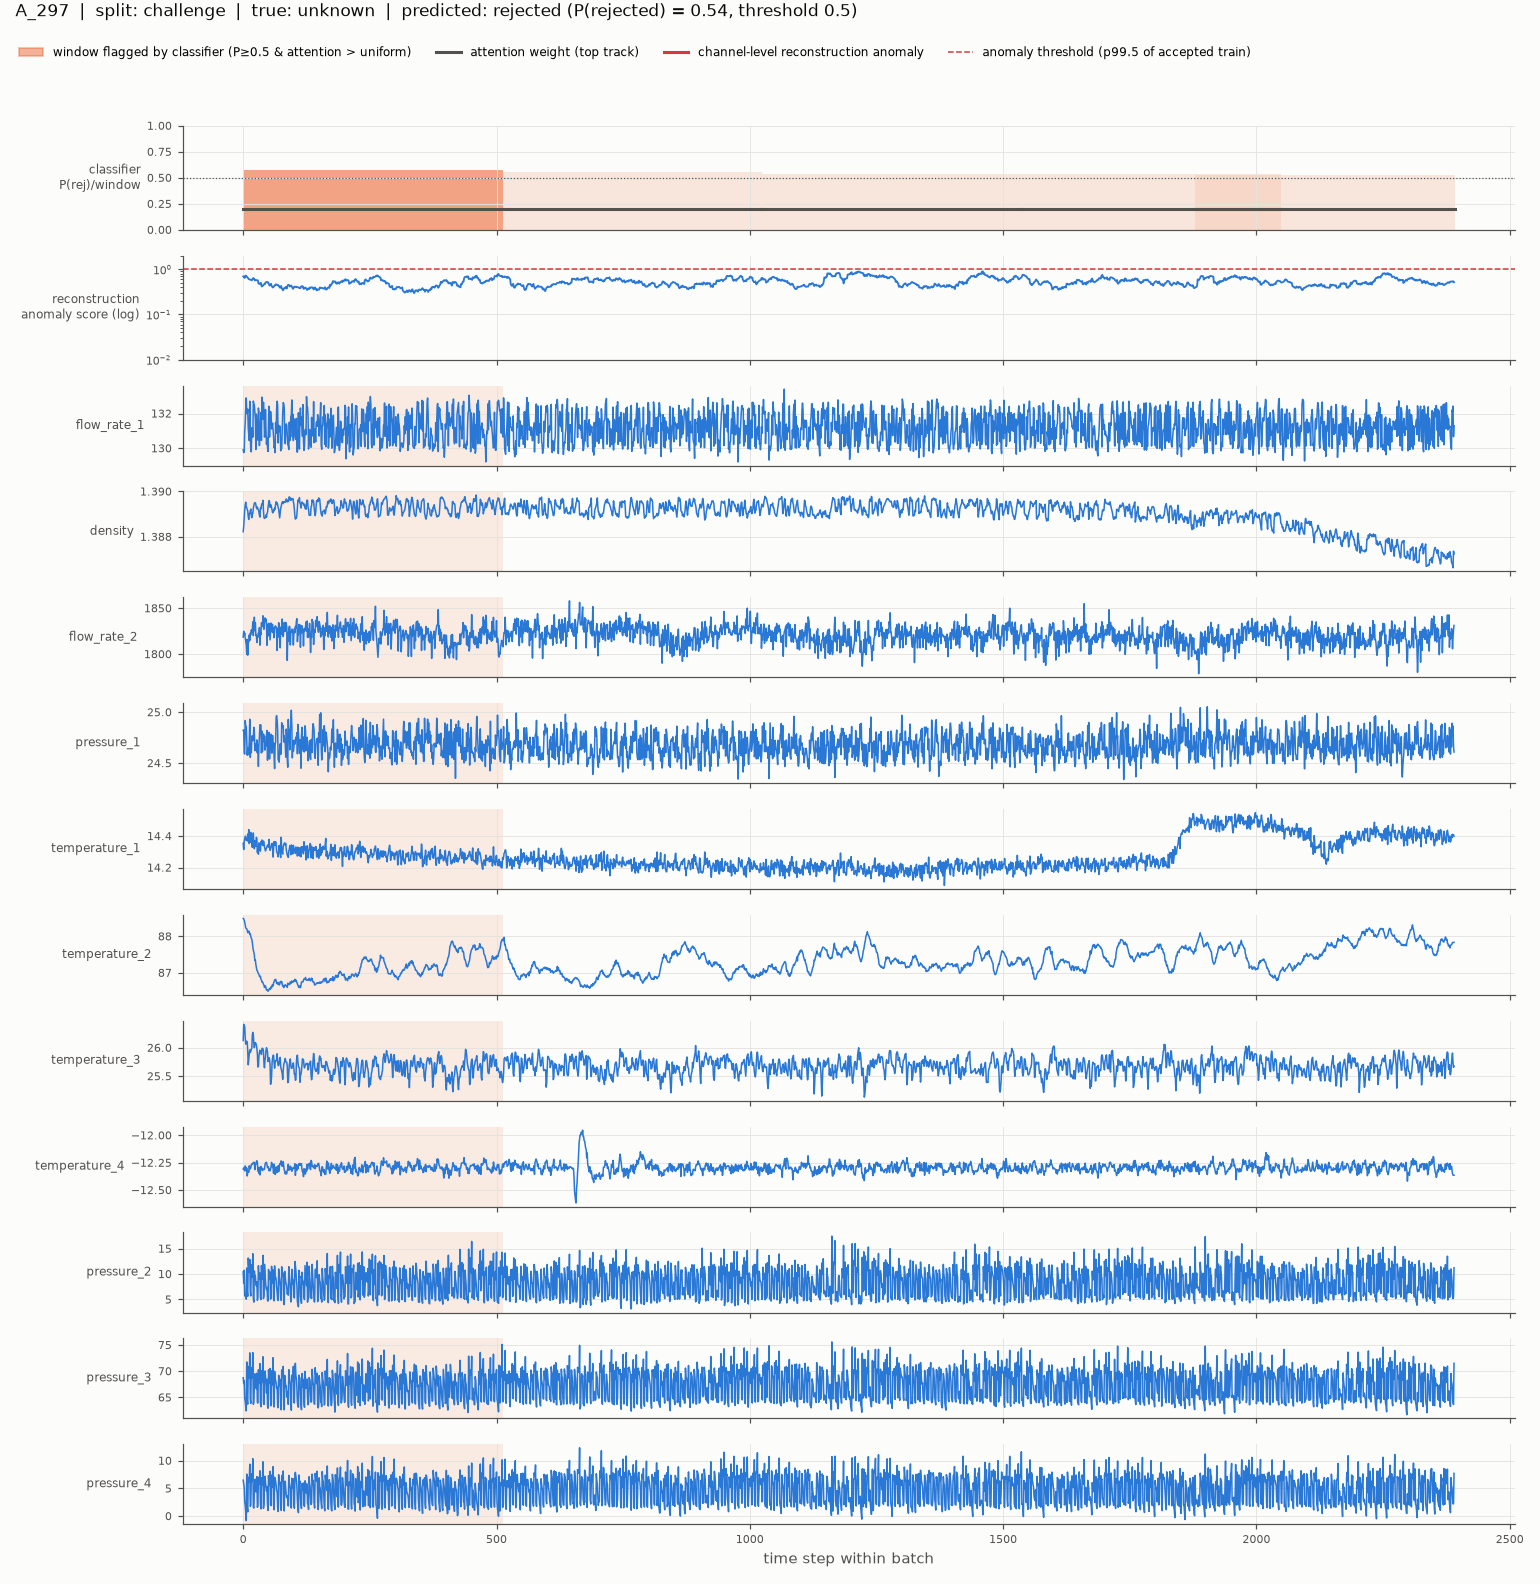 A_297 | split: challenge | true: unknown | predicted: rejected (P(rejected) = 0.54, threshold 0.5)
window flagged by classifier (P≥0.5 & attention > uniform) attention weight (top track) channel-level reconstruction anomaly anomaly threshold (p99.5 of accepted train)
classifier
P(rej)/window
1.00
0.75
0.50
0.25
0.00
reconstruction
anomaly score (log)
10⁰
10⁻¹
10⁻²
flow_rate_1
132
130
density
1.390
1.388
flow_rate_2
1850
1800
pressure_1
25.0
24.5
temperature_1
14.4
14.2
temperature_2
88
87
temperature_3
26.0
25.5
temperature_4
−12.00
−12.25
−12.50
pressure_2
15
10
5
pressure_3
75
70
65
pressure_4
10
5
0
0 500 1000 1500 2000 2500
time step within batch